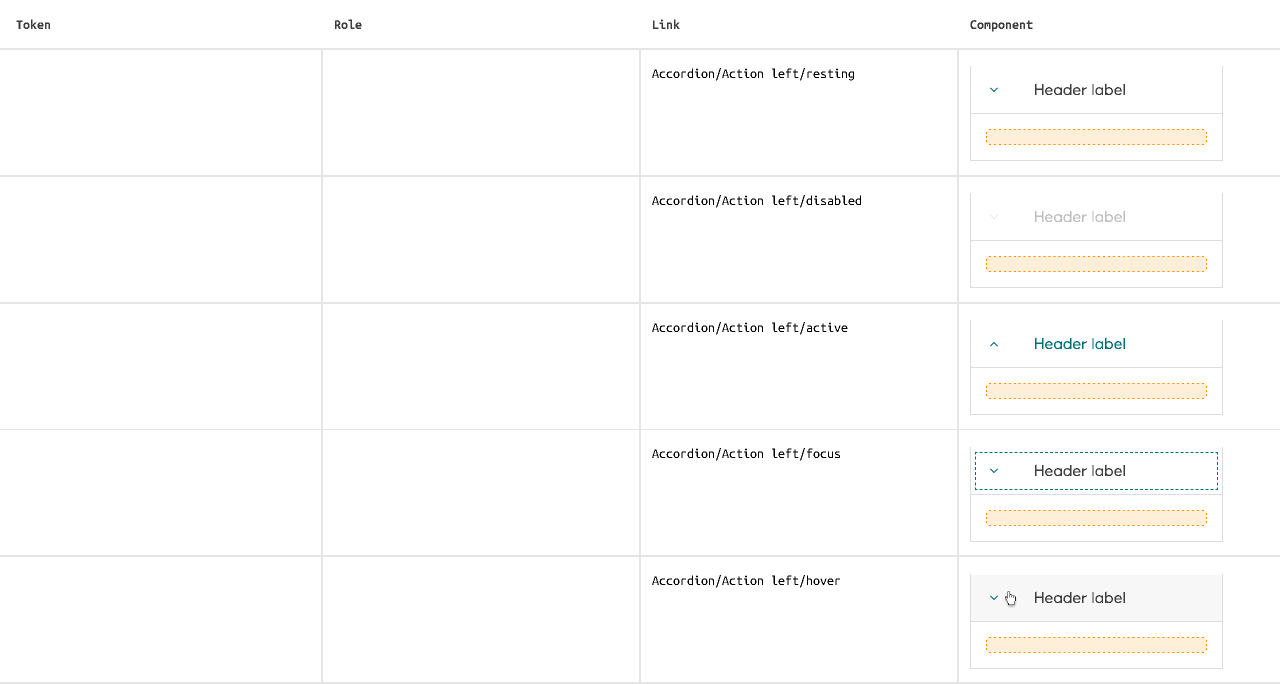 Token Role Link Component
Accordion/Action left/resting
Header label
Accordion/Action left/disabled
Header label
Accordion/Action left/active
Header label
Accordion/Action left/focus
Header label
Accordion/Action left/hover
Header label